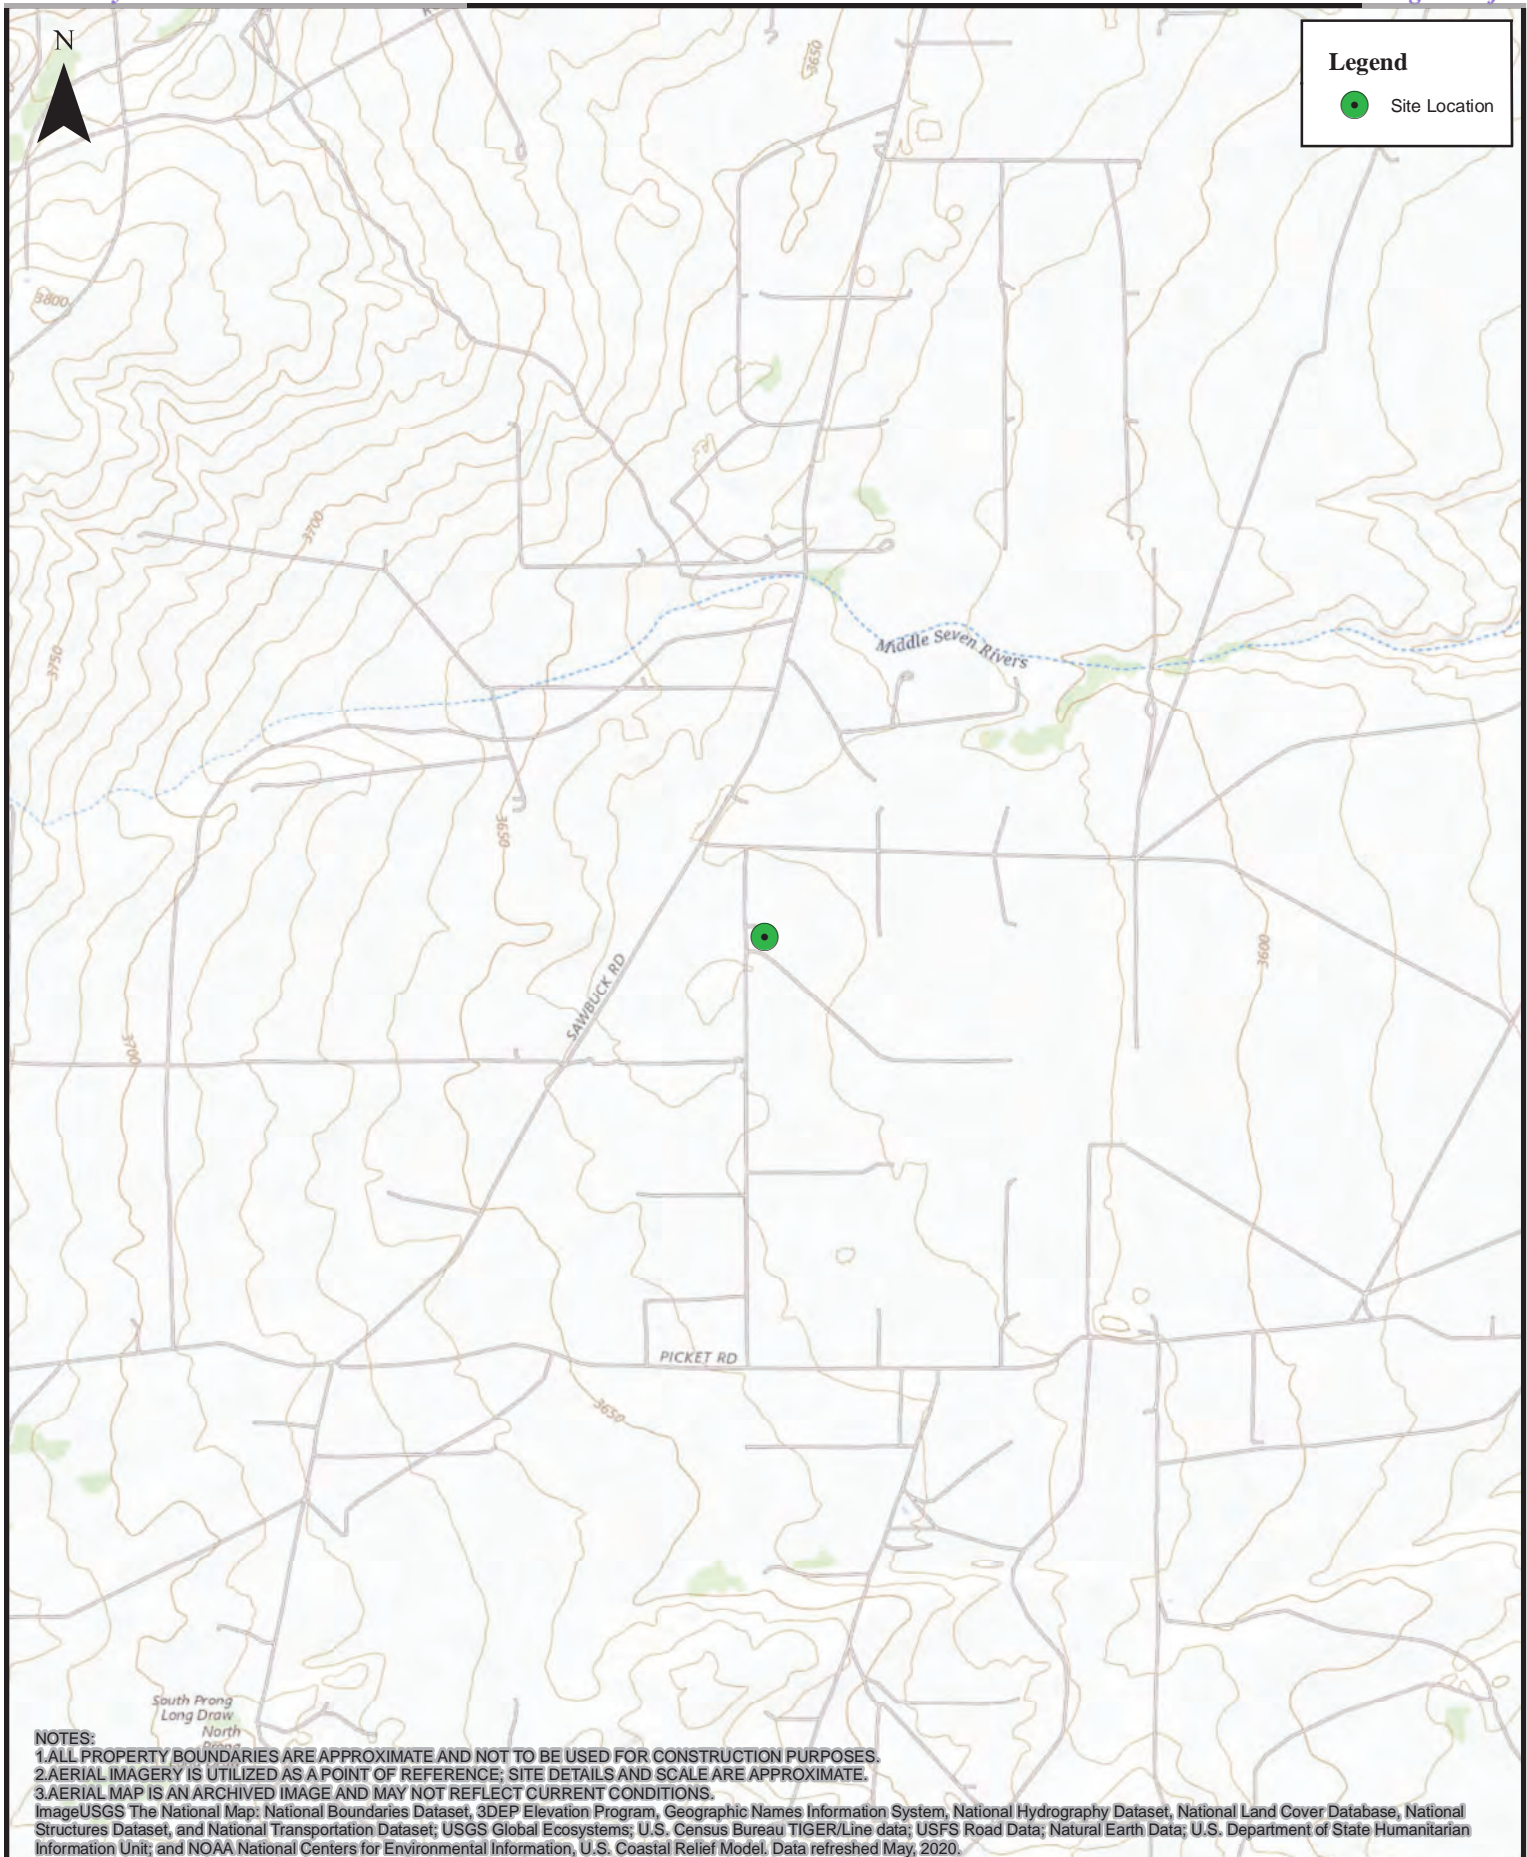 N
Legend
Site Location
3650
3800
3700
Middle Seven Rivers
3750
3650
3600
SAWBUCK RD
3700
PICKET RD
3650
South Prong
Long Draw
North
Prong
NOTES:
1.ALL PROPERTY BOUNDARIES ARE APPROXIMATE AND NOT TO BE USED FOR CONSTRUCTION PURPOSES.
2.AERIAL IMAGERY IS UTILIZED AS A POINT OF REFERENCE; SITE DETAILS AND SCALE ARE APPROXIMATE.
3.AERIAL MAP IS AN ARCHIVED IMAGE AND MAY NOT REFLECT CURRENT CONDITIONS.
ImageUSGS The National Map: National Boundaries Dataset, 3DEP Elevation Program, Geographic Names Information System, National Hydrography Dataset, National Land Cover Database, National
Structures Dataset, and National Transportation Dataset; USGS Global Ecosystems; U.S. Census Bureau TIGER/Line data; USFS Road Data; Natural Earth Data; U.S. Department of State Humanitarian
Information Unit; and NOAA National Centers for Environmental Information, U.S. Coastal Relief Model. Data refreshed May, 2020.